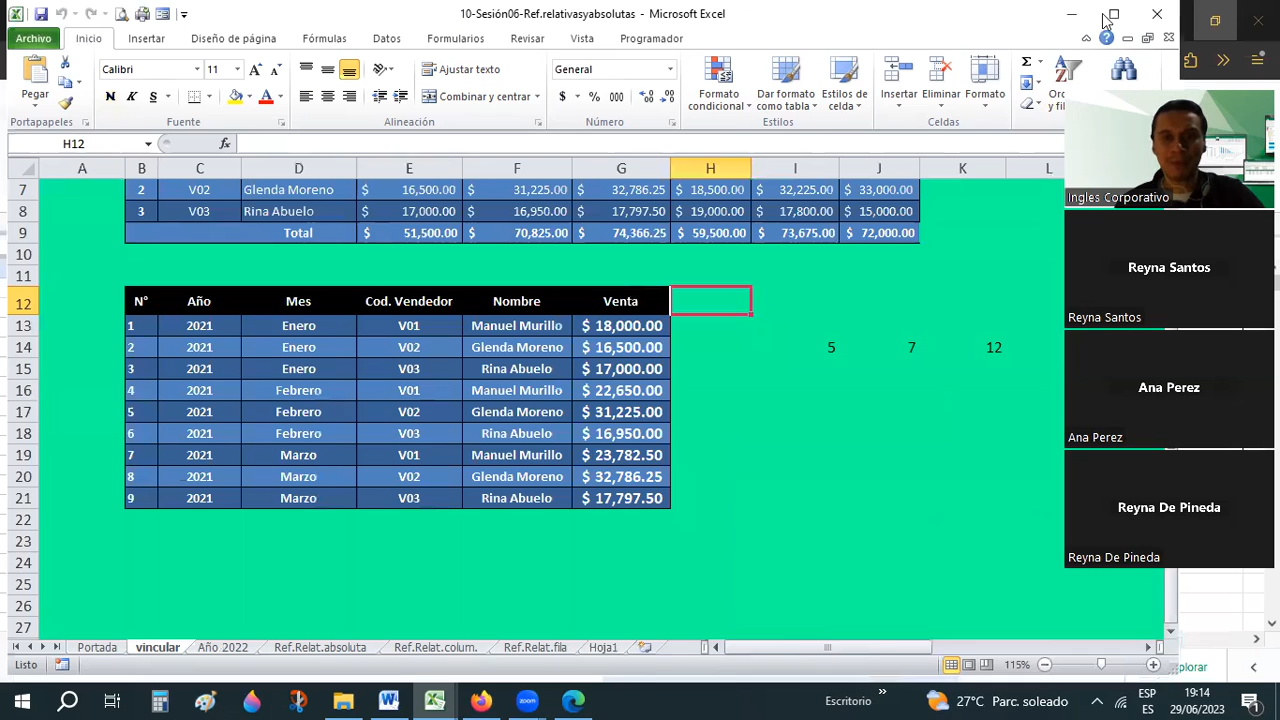 10-Sesión06-Ref.relativasyabsolutas - Microsoft Excel
Archivo Inicio Insertar Diseño de página Fórmulas Datos Formularios Revisar Vista Programador
Pegar
Calibri 11
N K S
Ajustar texto
Combinar y centrar
General
$ % 000
Formato condicional
Dar formato como tabla
Estilos de celda
Insertar Eliminar
Portapapeles Fuente Alineación Número Estilos Celdas
H12 fx
A B C D E F G H I J K L
7 2 V02 Glenda Moreno $ 16,500.00 $ 31,225.00 $ 32,786.25 $ 18,500.00 $ 32,225.00 $ 33,000.00
8 3 V03 Rina Abuelo $ 17,000.00 $ 16,950.00 $ 17,797.50 $ 19,000.00 $ 17,800.00 $ 15,000.00
9 Total $ 51,500.00 $ 70,825.00 $ 74,366.25 $ 59,500.00 $ 73,675.00 $ 72,000.00
10
11
12 N° Año Mes Cod. Vendedor Nombre Venta
13 1 2021 Enero V01 Manuel Murillo $ 18,000.00
14 2 2021 Enero V02 Glenda Moreno $ 16,500.00 5 7 12
15 3 2021 Enero V03 Rina Abuelo $ 17,000.00
16 4 2021 Febrero V01 Manuel Murillo $ 22,650.00
17 5 2021 Febrero V02 Glenda Moreno $ 31,225.00
18 6 2021 Febrero V03 Rina Abuelo $ 16,950.00
19 7 2021 Marzo V01 Manuel Murillo $ 23,782.50
20 8 2021 Marzo V02 Glenda Moreno $ 32,786.25
21 9 2021 Marzo V03 Rina Abuelo $ 17,797.50
22
23
24
25
26
27
Portada vincular Año 2022 Ref.Relat.absoluta Ref.Relat.colum. Ref.Relat.fila Hoja1
Listo 115%
Ingles Corporativo
Reyna Santos
Reyna Santos
Ana Perez
Ana Perez
Reyna De Pineda
Reyna De Pineda
Escritorio 27°C Parc. soleado ESP ES 19:14 29/06/2023